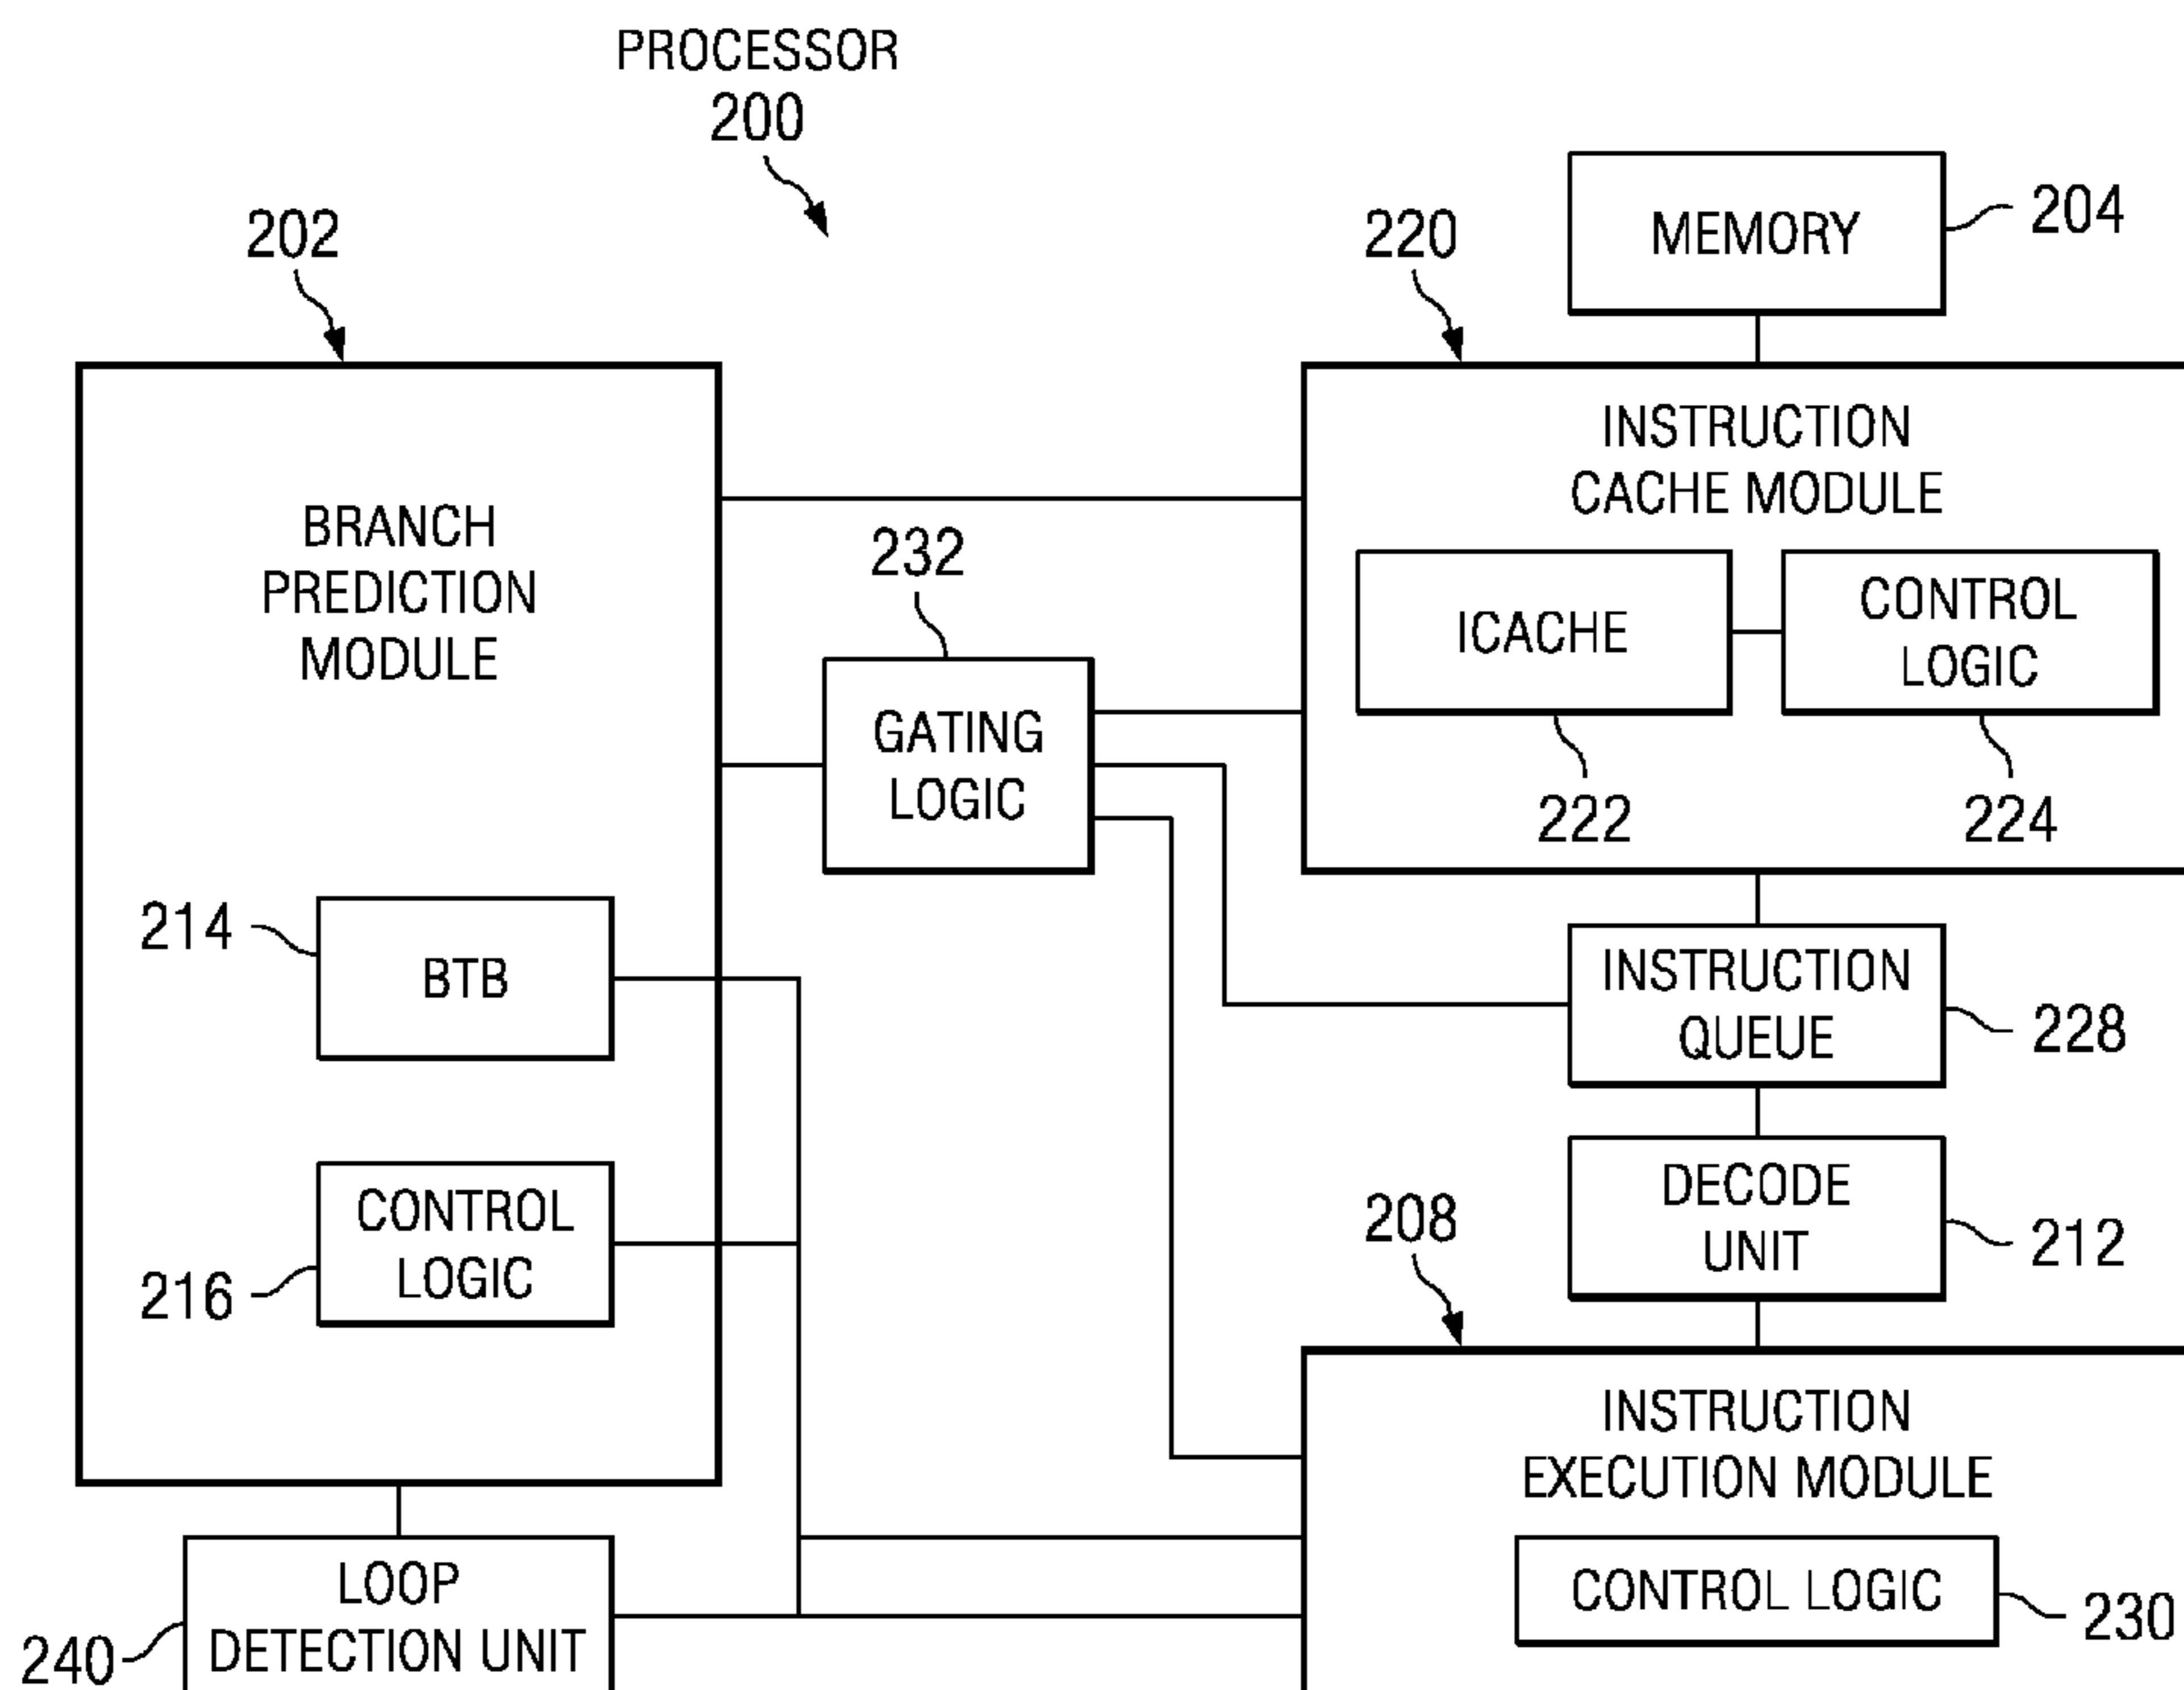 PROCESSOR
200
202
BRANCH
PREDICTION
MODULE
214
BTB
CONTROL
LOGIC
216
LOOP
DETECTION UNIT
240
232
GATING
LOGIC
MEMORY
204
220
INSTRUCTION
CACHE MODULE
ICACHE
CONTROL
LOGIC
222
224
INSTRUCTION
QUEUE
228
DECODE
UNIT
212
208
INSTRUCTION
EXECUTION MODULE
CONTROL LOGIC
230